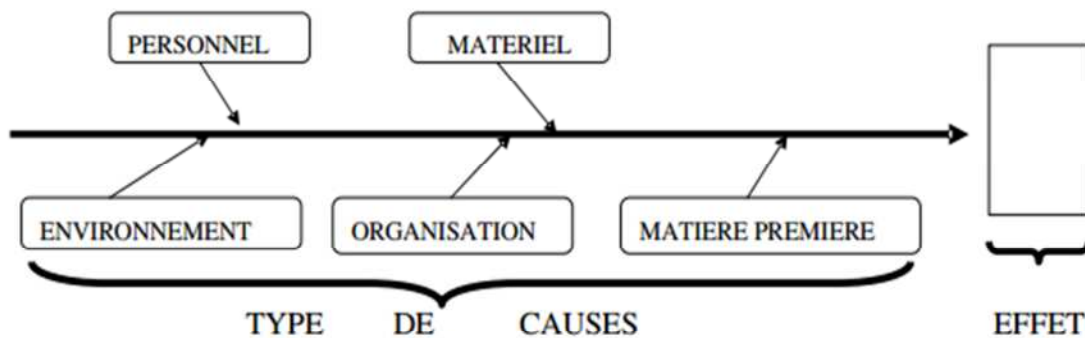 PERSONNEL
MATERIEL
ENVIRONNEMENT
ORGANISATION
MATIERE PREMIERE
TYPE DE CAUSES
EFFET